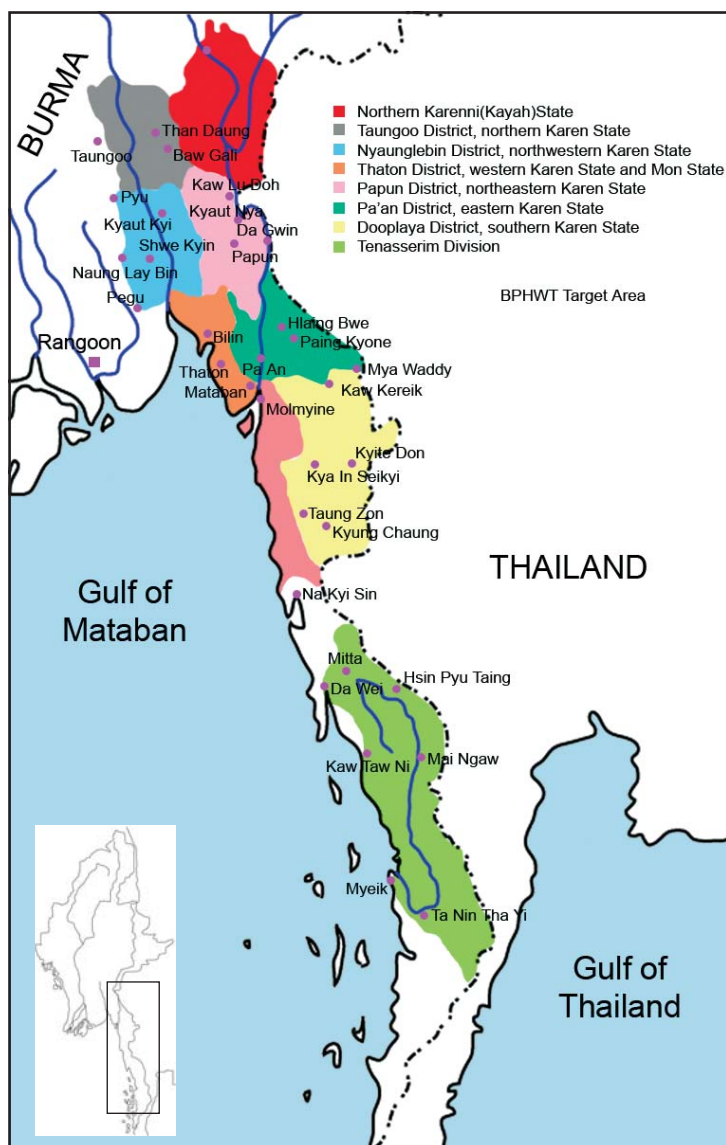 BURMA
Northern Karenni(Kayah)State
Taungoo District, northern Karen State
Nyaunglebin District, northwestern Karen State
Thaton District, western Karen State and Mon State
Papun District, northeastern Karen State
Pa'an District, eastern Karen State
Dooplaya District, southern Karen State
Tenasserim Division
BPHWT Target Area
Than Daung
Taungoo
Baw Gali
Kaw Lu-Doh
Pyu
Kyaut Kyi
Kyaut Nya
Da Gwin
Shwe Kyin
Papun
Naung Lay Bin
Pegu
Rangoon
Bilin
Hlaing Bwe
Paing Kyone
Thaton
Pa An
Mya Waddy
Mataban
Kaw Kereik
Molmyine
Kyite Don
Kya In Seikyi
Taung Zon
Kyung Chaung
THAILAND
Gulf of
Mataban
Na Kyi Sin
Mitta
Hsin Pyu Taing
Da Wei
Kaw Taw Ni
Mai Ngaw
Myeik
Ta Nin Tha Yi
Gulf of
Thailand